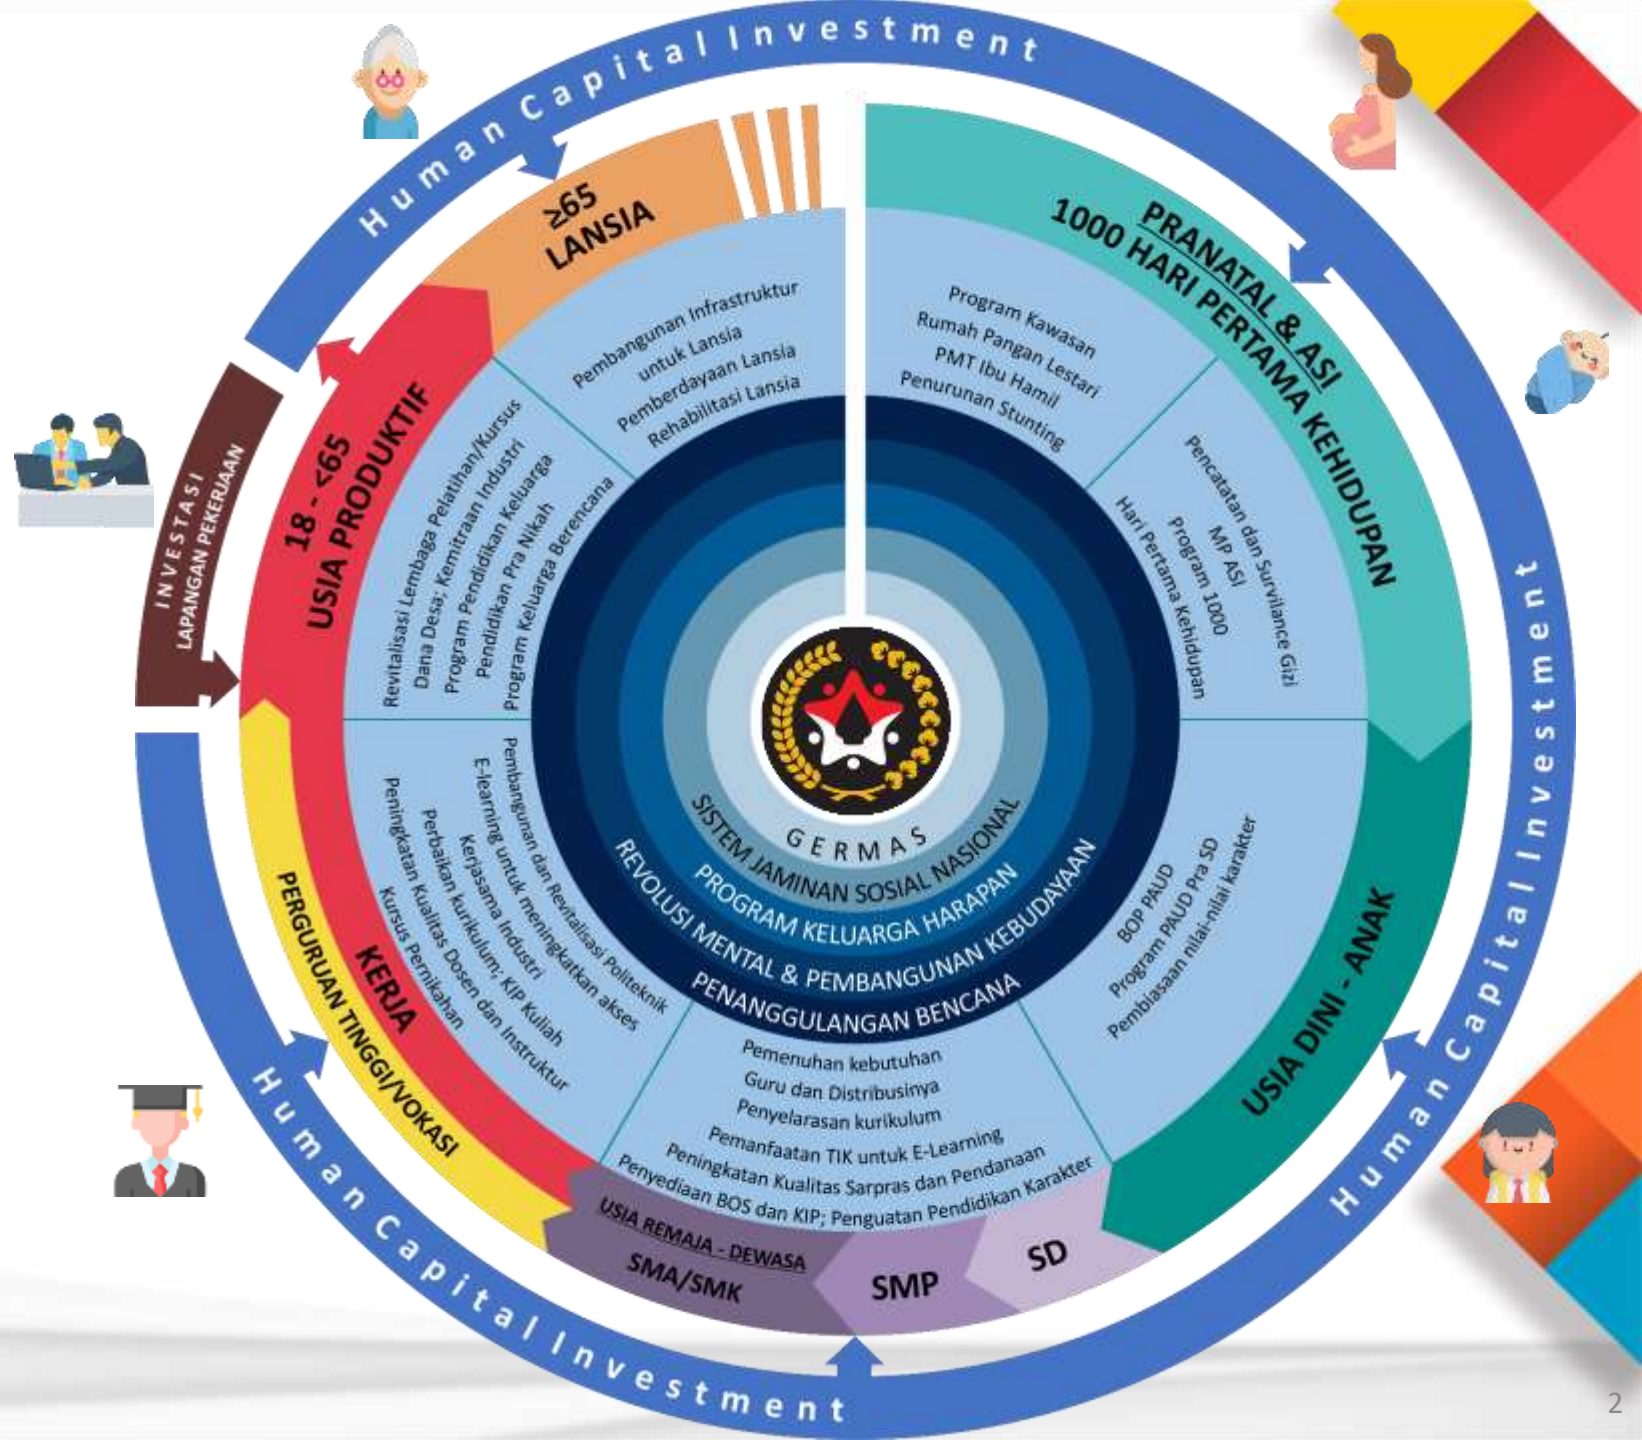 Human Capital Investment
PRANATAL & ASI
1000 HARI PERTAMA KEHIDUPAN
Program Kawasan
Rumah Pangan Lestari
PMT Ibu Hamil
Penurunan Stunting
Pencatatan dan Survilance Gizi
MP ASI
Program 1000
Hari Pertama Kehidupan
Human Capital Investment
USIA DINI - ANAK
BOP PAUD
Program PAUD Pra SD
Pembiasaan nilai-nilai karakter
SD
SMP
USIA REMAJA - DEWASA
SMA/SMK
Pemenuhan kebutuhan
Guru dan Distribusinya
Penyelarasan kurikulum
Pemanfaatan TIK untuk E-Learning
Peningkatan Kualitas Sarpras dan Pendanaan
Penyediaan BOS dan KIP; Penguatan Pendidikan Karakter
Human Capital Investment
PERGURUAN TINGGI/VOKASI
KERJA
Pembangunan dan Revitalisasi Politeknik
E-learning untuk meningkatkan akses
Kerjasama Industri
Perbaikan kurikulum; KIP Kuliah
Peningkatan Kualitas Dosen dan Instruktur
Kursus Pernikahan
INVESTASI
LAPANGAN PEKERJAAN
18 - <65
USIA PRODUKTIF
Revitalisasi Lembaga Pelatihan/Kursus
Dana Desa; Kemitraan Industri
Program Pendidikan Keluarga
Pendidikan Pra Nikah
Program Keluarga Berencana
≥65
LANSIA
Pembangunan Infrastruktur
untuk Lansia
Pemberdayaan Lansia
Rehabilitasi Lansia
GERMAS
SISTEM JAMINAN SOSIAL NASIONAL
PROGRAM KELUARGA HARAPAN
REVOLUSI MENTAL & PEMBANGUNAN KEBUDAYAAN
PENANGGULANGAN BENCANA
2